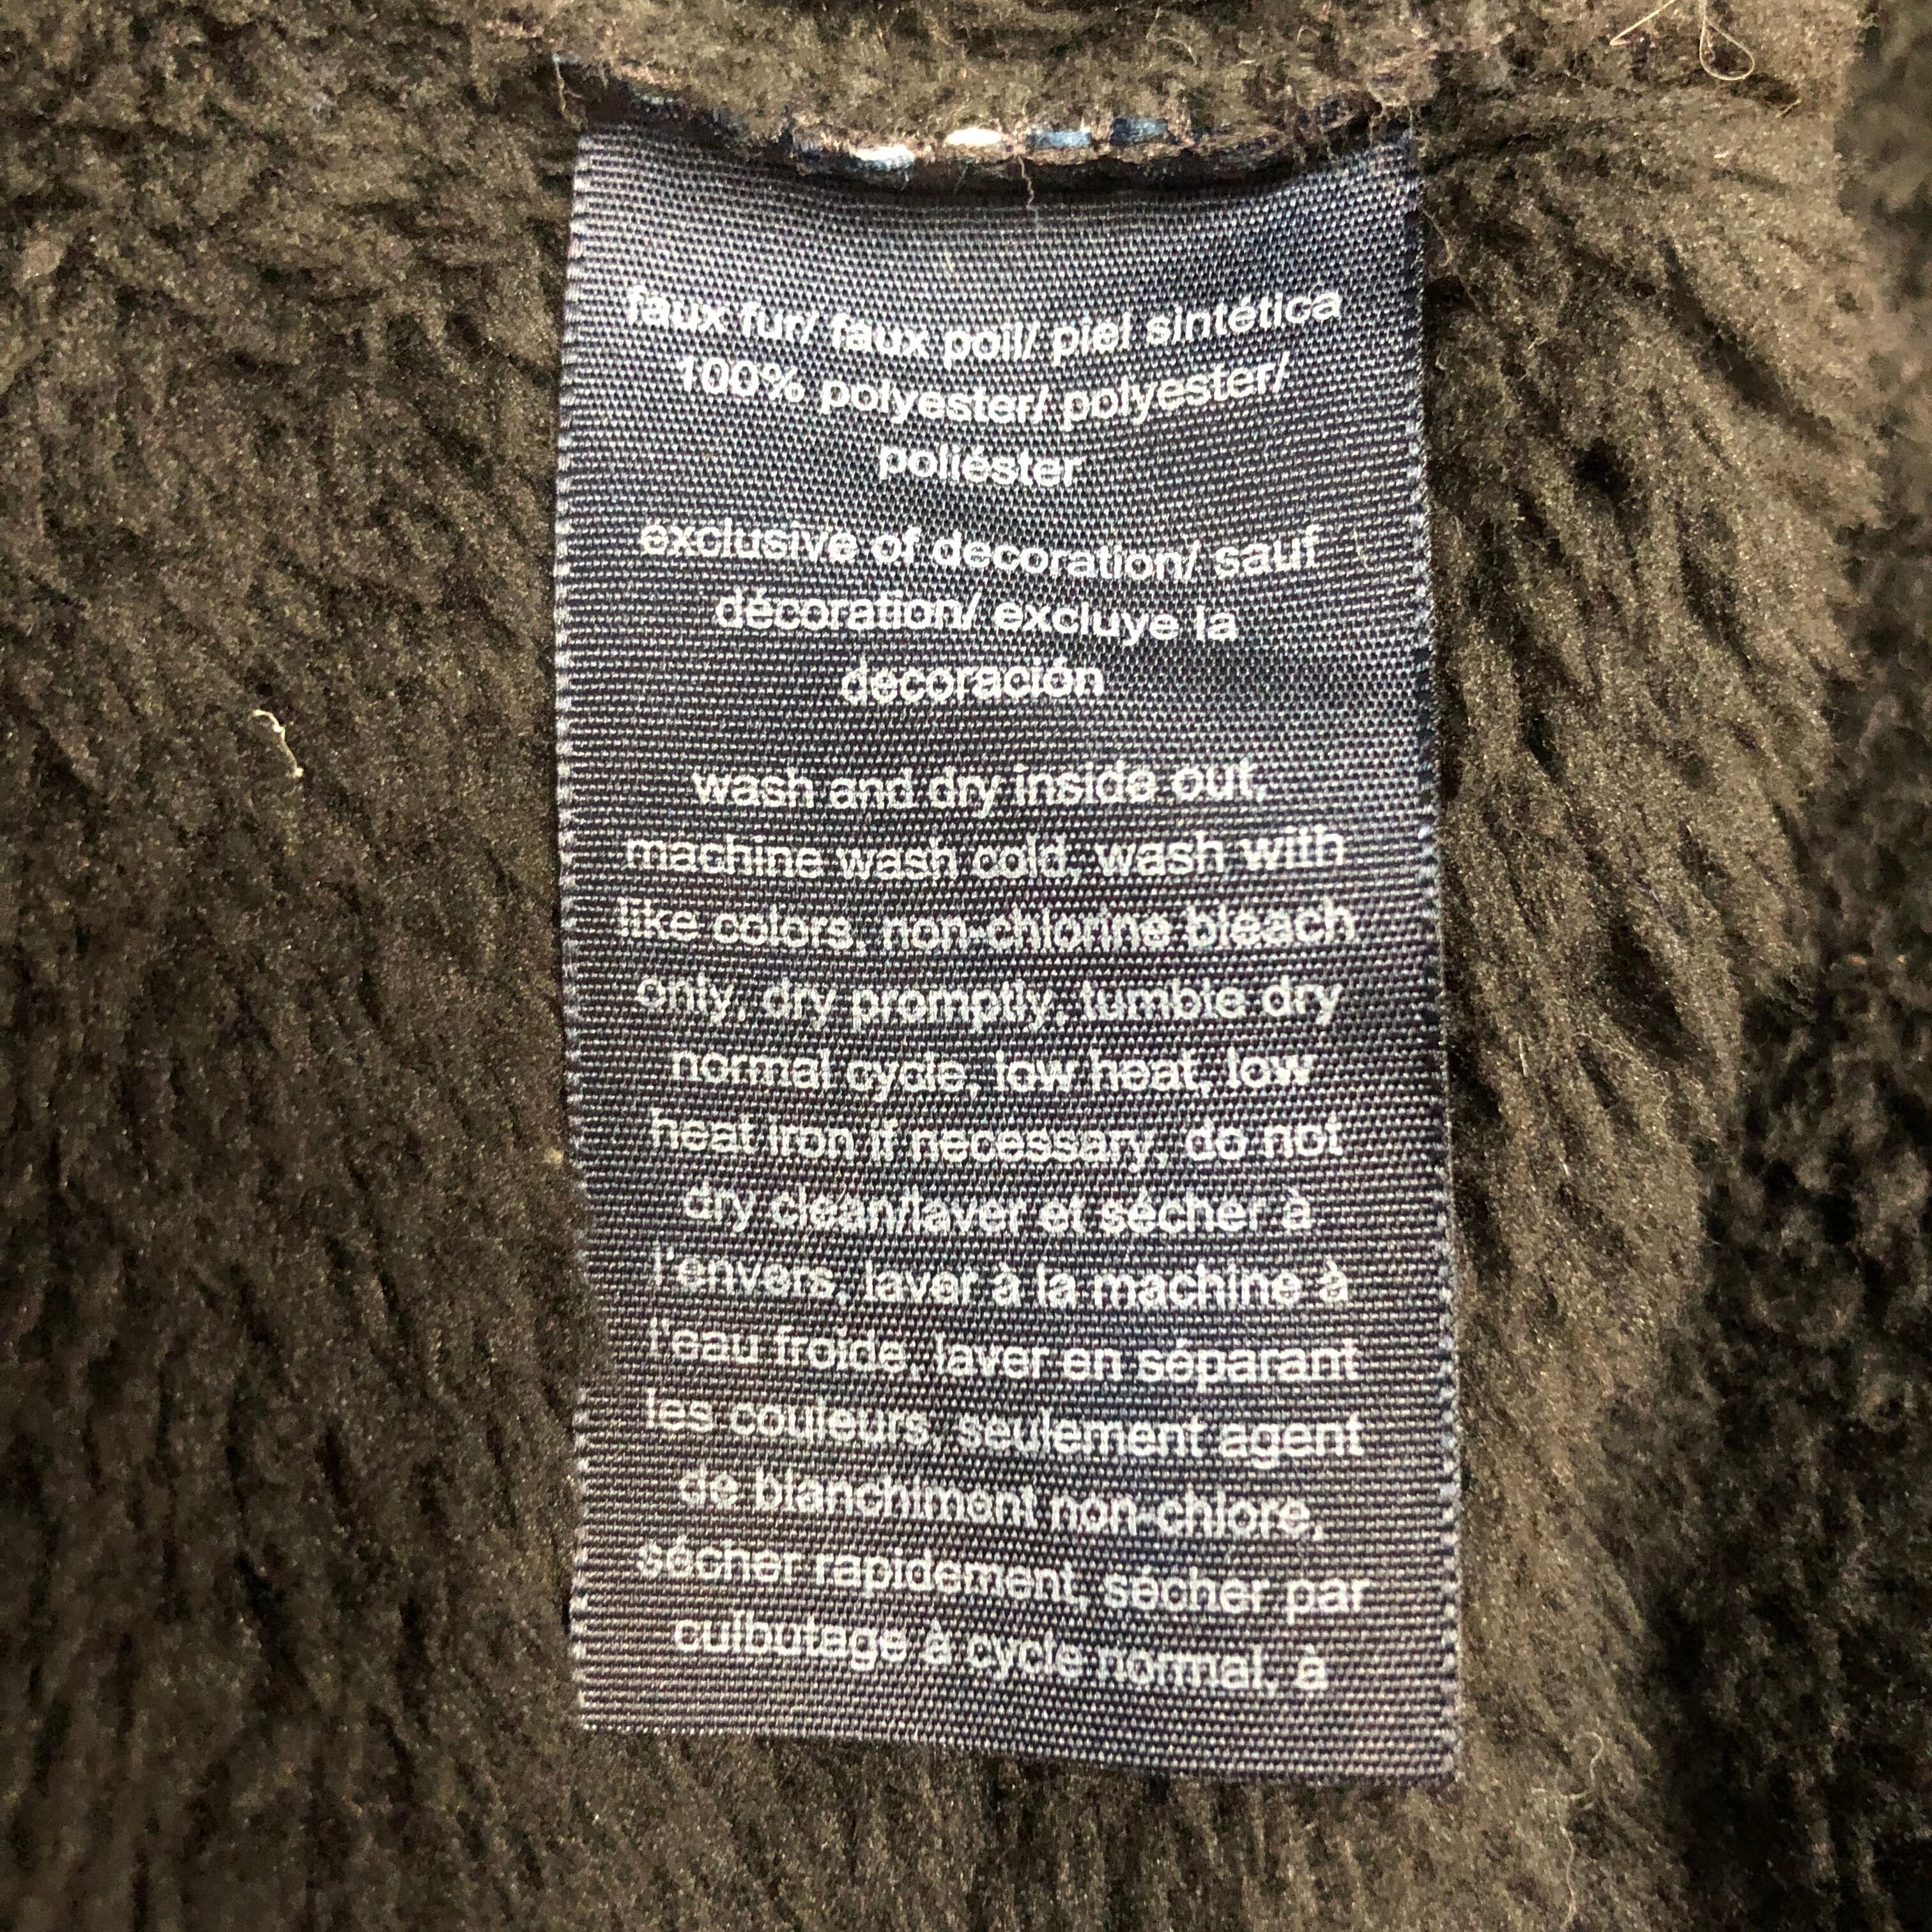 faux fur/ faux poil/ piel sintética
100% polyester/ polyester/
poliéster
exclusive of decoration/ sauf
décoration/ excluye la
decoración
wash and dry inside out,
machine wash cold, wash with
like colors, non-chlorine bleach
only, dry promptly, tumble dry
normal cycle, low heat, low
heat iron if necessary, do not
dry clean/laver et sécher à
l'envers, laver à la machine à
l'eau froide, laver en séparant
les couleurs, seulement agent
de blanchiment non-chlore,
sécher rapidement, sécher par
culbutage à cycle normal, à